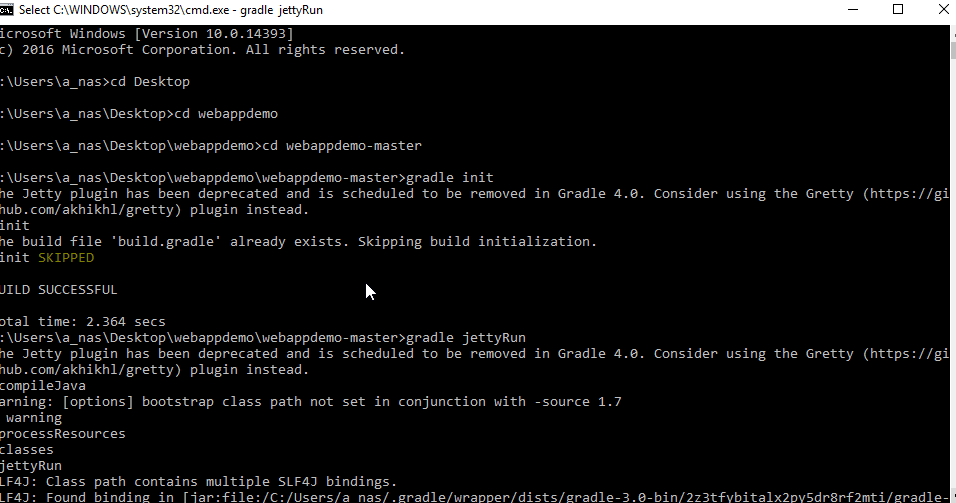 Select C:\WINDOWS\system32\cmd.exe - gradle jettyRun
icrosoft Windows [Version 10.0.14393]
c) 2016 Microsoft Corporation. All rights reserved.
:\Users\a_nas>cd Desktop
:\Users\a_nas\Desktop>cd webappdemo
:\Users\a_nas\Desktop\webappdemo>cd webappdemo-master
:\Users\a_nas\Desktop\webappdemo\webappdemo-master>gradle init
he Jetty plugin has been deprecated and is scheduled to be removed in Gradle 4.0. Consider using the Gretty (https://gi
hub.com/akhikhl/gretty) plugin instead.
init
he build file 'build.gradle' already exists. Skipping build initialization.
init SKIPPED
UILD SUCCESSFUL
otal time: 2.364 secs
:\Users\a_nas\Desktop\webappdemo\webappdemo-master>gradle jettyRun
he Jetty plugin has been deprecated and is scheduled to be removed in Gradle 4.0. Consider using the Gretty (https://gi
hub.com/akhikhl/gretty) plugin instead.
compileJava
arning: [options] bootstrap class path not set in conjunction with -source 1.7
warning
processResources
classes
jettyRun
LF4J: Class path contains multiple SLF4J bindings.
LF4J: Found binding in [jar:file:/C:/Users/a_nas/.gradle/wrapper/dists/gradle-3.0-bin/2z3tfybitalx2py5dr8rf2mti/gradle-